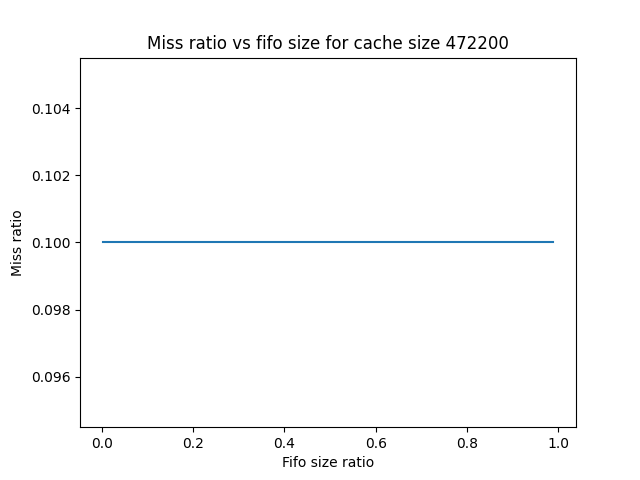 Miss ratio vs fifo size for cache size 472200
0.104
0.102
0.100
0.098
0.096
Miss ratio
0.0 0.2 0.4 0.6 0.8 1.0
Fifo size ratio